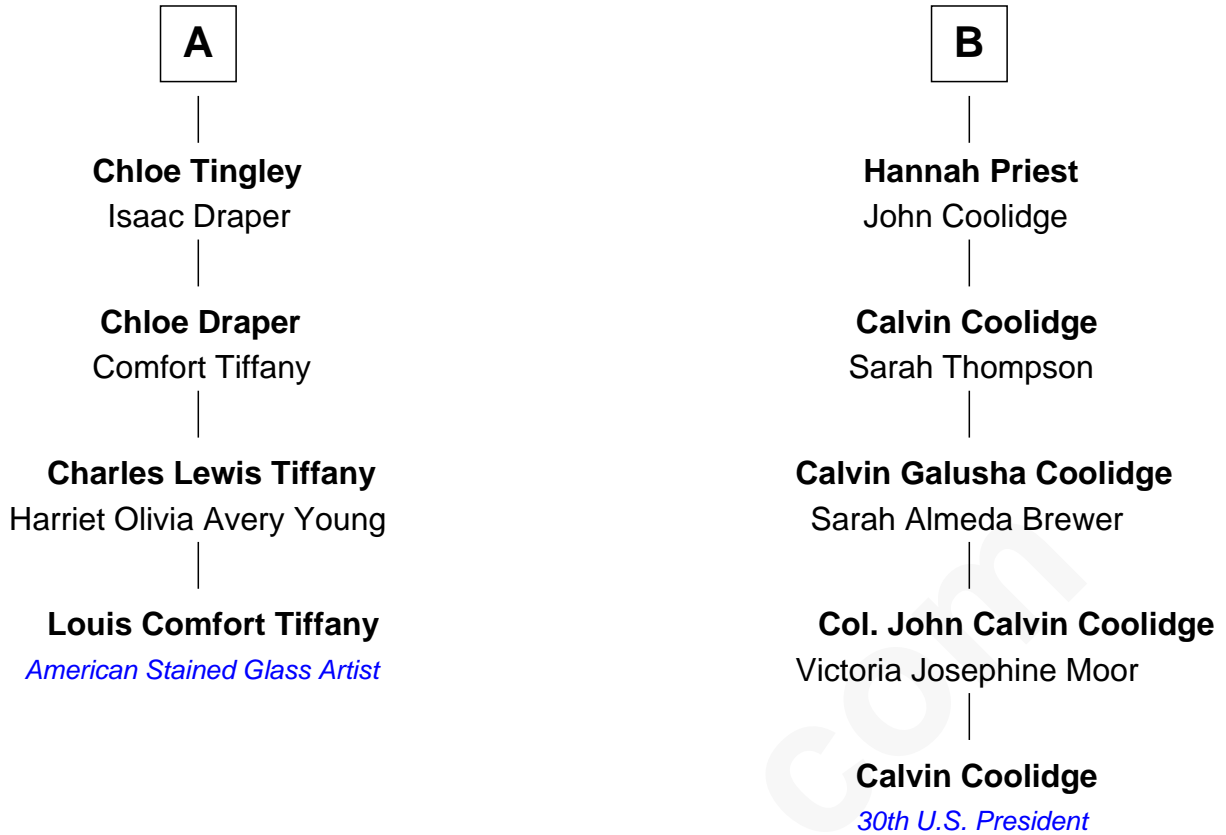 A
Chloe Tingley
Isaac Draper
Chloe Draper
Comfort Tiffany
Charles Lewis Tiffany
Harriet Olivia Avery Young
Louis Comfort Tiffany
American Stained Glass Artist
B
Hannah Priest
John Coolidge
Calvin Coolidge
Sarah Thompson
Calvin Galusha Coolidge
Sarah Almeda Brewer
Col. John Calvin Coolidge
Victoria Josephine Moor
Calvin Coolidge
30th U.S. President
com